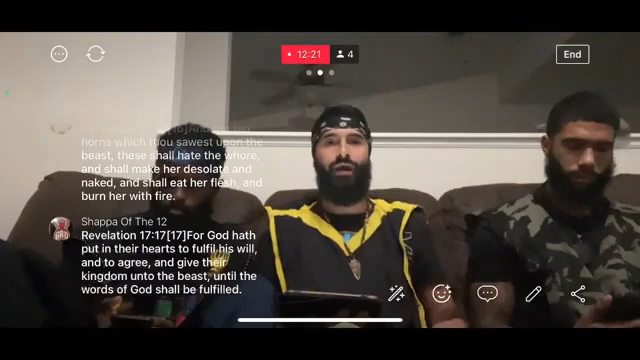 12:21
4
End
horns which thou sawest upon the
beast, these shall hate the whore,
and shall make her desolate and
naked, and shall eat her flesh, and
burn her with fire.
Shappa Of The 12
Revelation 17:17[17]For God hath
put in their hearts to fulfil his will,
and to agree, and give their
kingdom unto the beast, until the
words of God shall be fulfilled.